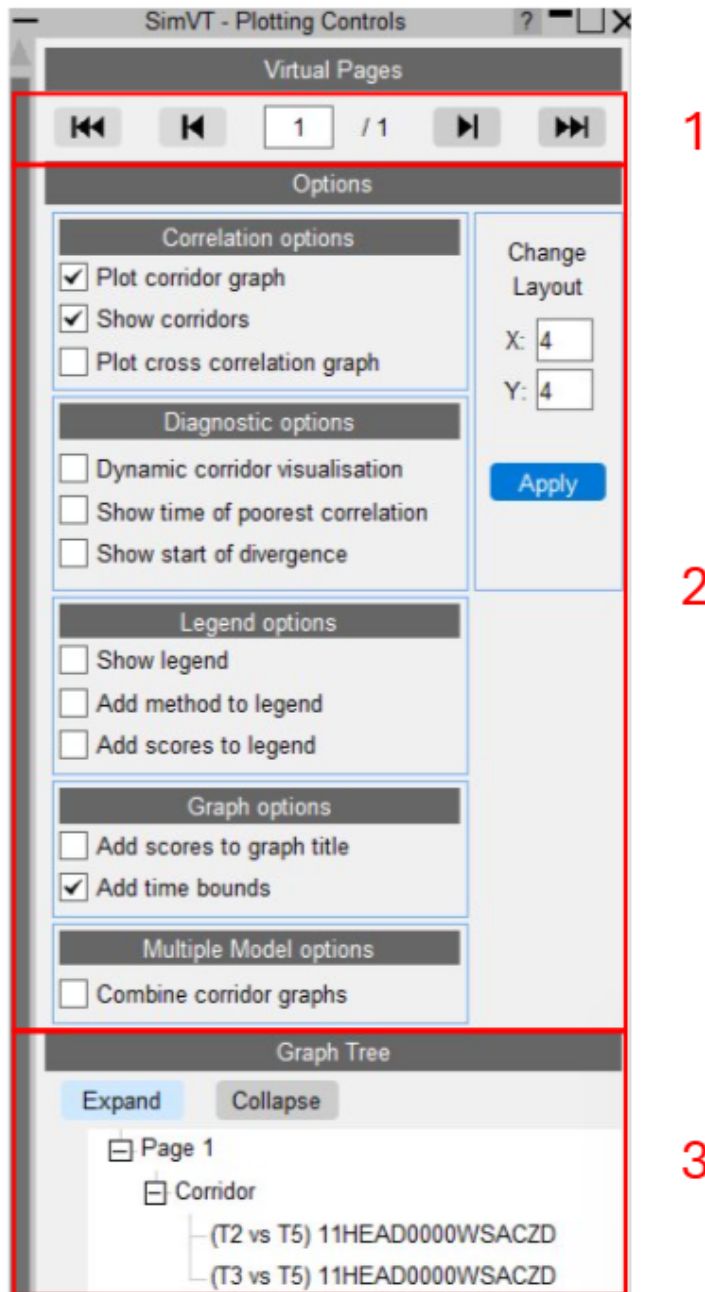 SimVT - Plotting Controls ?
Virtual Pages
1 / 1
1
Options
Correlation options
Plot corridor graph
Show corridors
Plot cross correlation graph
Change
Layout
X: 4
Y: 4
Apply
Diagnostic options
Dynamic corridor visualisation
Show time of poorest correlation
Show start of divergence
2
Legend options
Show legend
Add method to legend
Add scores to legend
Graph options
Add scores to graph title
Add time bounds
Multiple Model options
Combine corridor graphs
Graph Tree
Expand Collapse
Page 1
Corridor
(T2 vs T5) 11HEAD0000WSACZD
(T3 vs T5) 11HEAD0000WSACZD
3